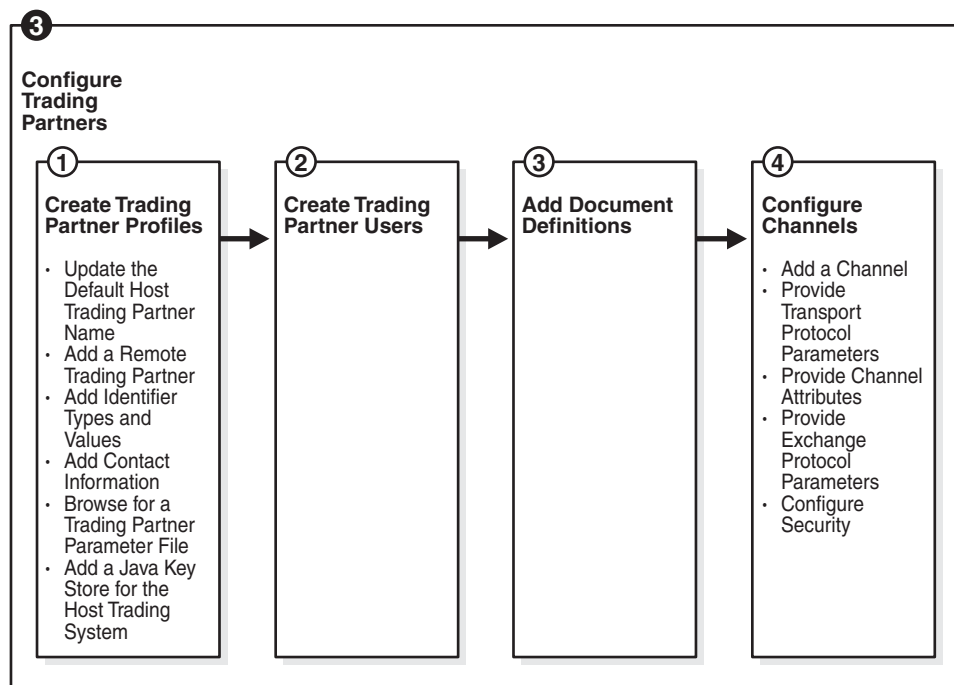 3
Configure
Trading
Partners
1
Create Trading
Partner Profiles
• Update the
Default Host
Trading Partner
Name
• Add a Remote
Trading Partner
• Add Identifier
Types and
Values
• Add Contact
Information
• Browse for a
Trading Partner
Parameter File
• Add a Java Key
Store for the
Host Trading
System
2
Create Trading
Partner Users
3
Add Document
Definitions
4
Configure
Channels
• Add a Channel
• Provide
Transport
Protocol
Parameters
• Provide Channel
Attributes
• Provide
Exchange
Protocol
Parameters
• Configure
Security